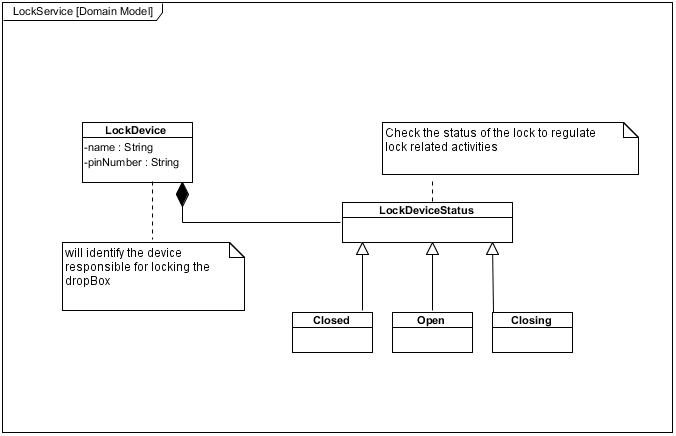 LockService [Domain Model]
LockDevice
-name : String
-pinNumber : String
Check the status of the lock to regulate
lock related activities
LockDeviceStatus
will identify the device
responsible for locking the
dropBox
Closed
Open
Closing